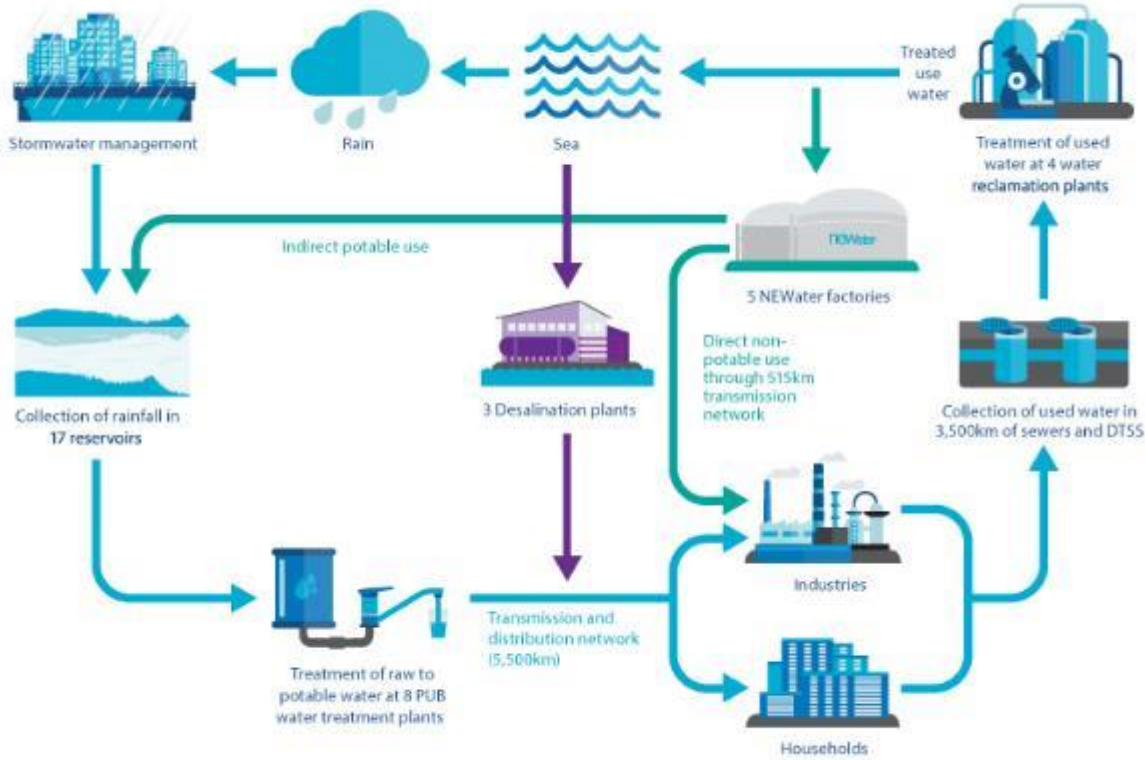 Stormwater management
Rain
Sea
Treated
use
water
Treatment of used
water at 4 water
reclamation plants
Indirect potable use
NEWater
5 NEWater factories
Direct non-
potable use
through 515km
transmission
network
Collection of rainfall in
17 reservoirs
3 Desalination plants
Collection of used water in
3,500km of sewers and DTSS
Industries
Treatment of raw to
potable water at 8 PUB
water treatment plants
Transmission and
distribution network
(5,500km)
Households